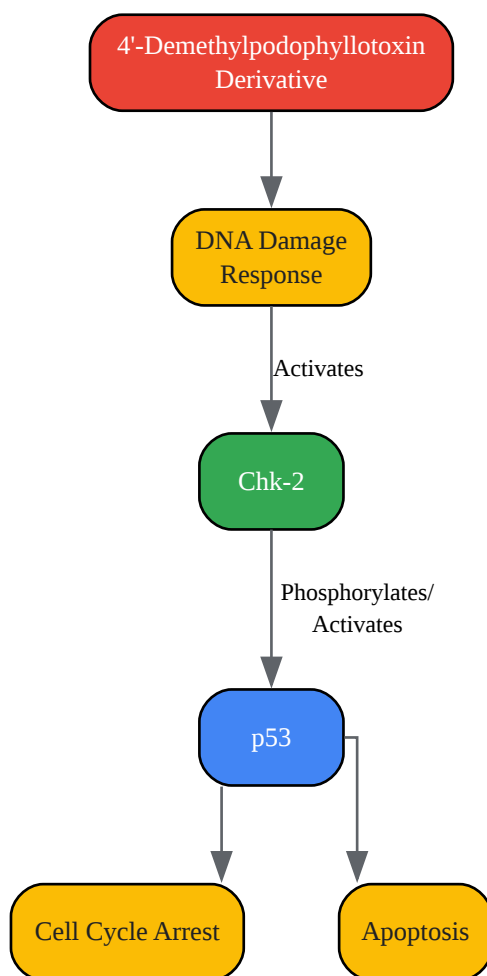 4'-Demethylpodophyllotoxin
Derivative
DNA Damage
Response
Activates
Chk-2
Phosphorylates/
Activates
p53
Cell Cycle Arrest
Apoptosis